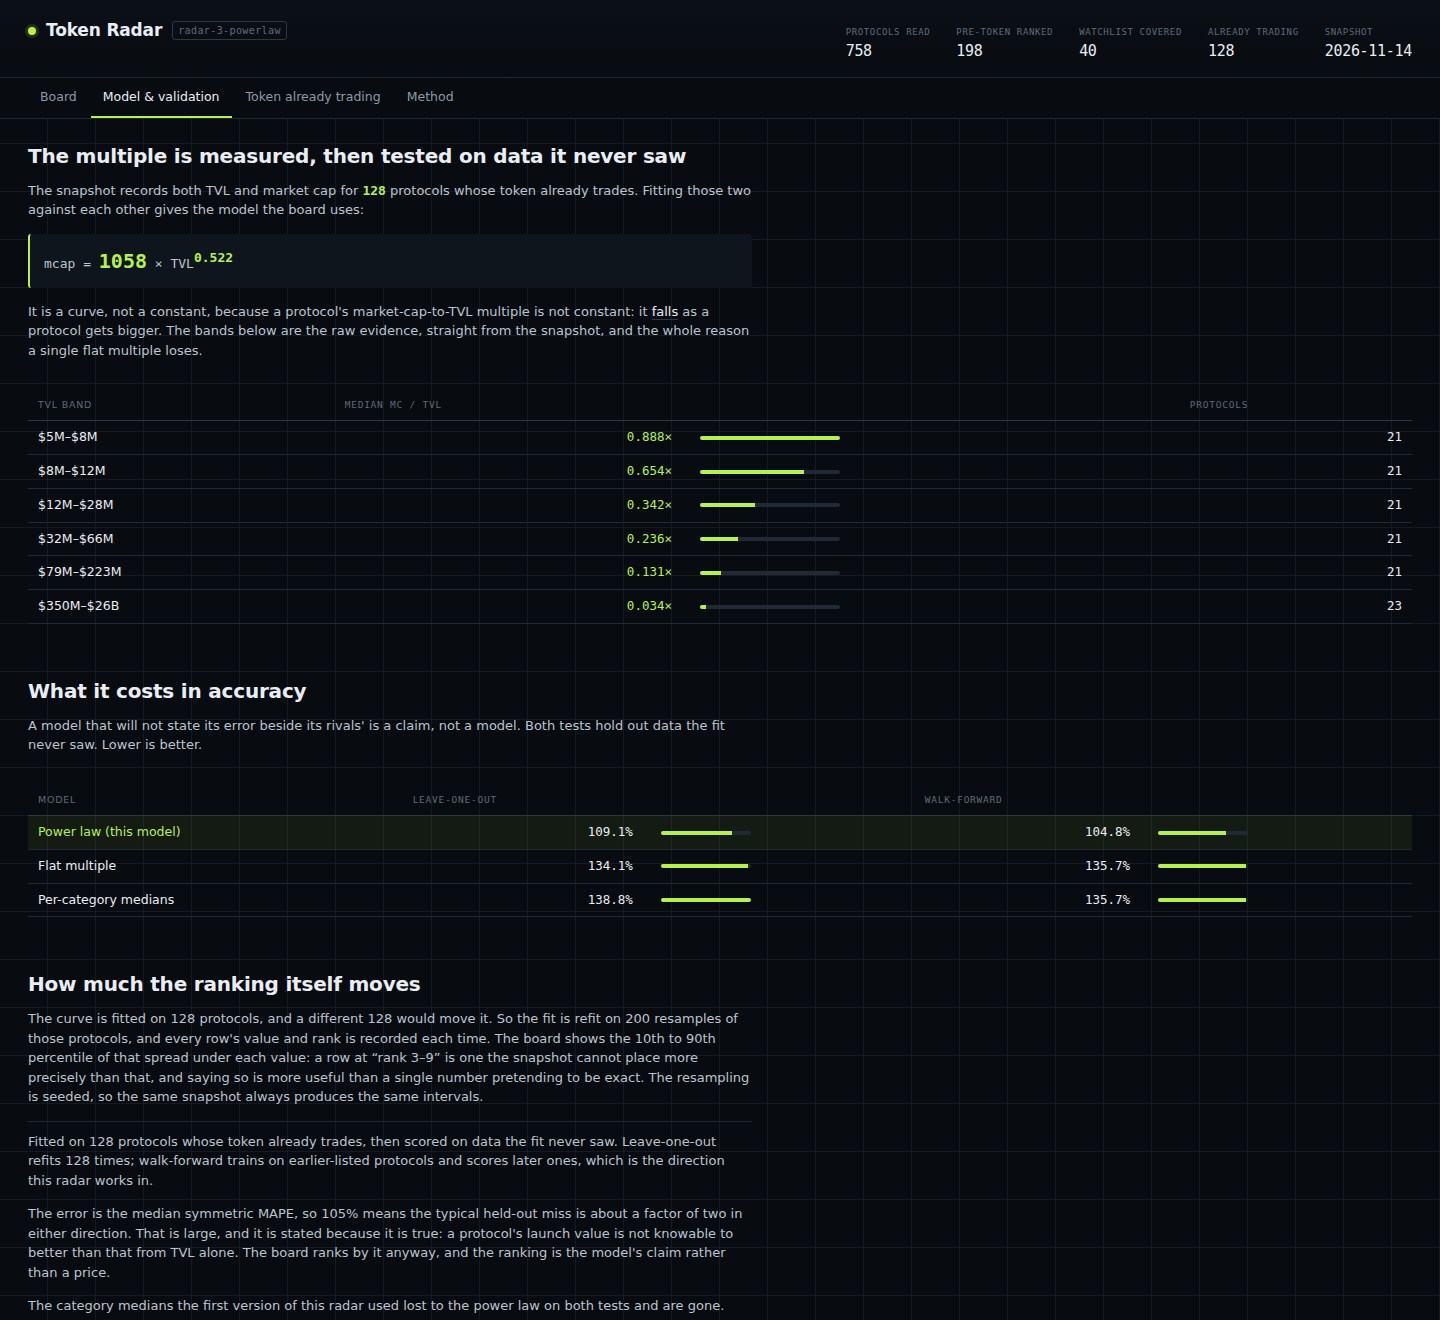 Token Radar radar-3-powerlaw
PROTOCOLS READ PRE-TOKEN RANKED WATCHLIST COVERED ALREADY TRADING SNAPSHOT
758 198 40 128 2026-11-14
Board Model & validation Token already trading Method
The multiple is measured, then tested on data it never saw
The snapshot records both TVL and market cap for 128 protocols whose token already trades. Fitting those two
against each other gives the model the board uses:
mcap = 1058 × TVL^0.522
It is a curve, not a constant, because a protocol's market-cap-to-TVL multiple is not constant: it falls as a
protocol gets bigger. The bands below are the raw evidence, straight from the snapshot, and the whole reason
a single flat multiple loses.
TVL BAND MEDIAN MC / TVL PROTOCOLS
$5M–$8M 0.888× 21
$8M–$12M 0.654× 21
$12M–$28M 0.342× 21
$32M–$66M 0.236× 21
$79M–$223M 0.131× 21
$350M–$26B 0.034× 23
What it costs in accuracy
A model that will not state its error beside its rivals' is a claim, not a model. Both tests hold out data the fit
never saw. Lower is better.
MODEL LEAVE-ONE-OUT WALK-FORWARD
Power law (this model) 109.1% 104.8%
Flat multiple 134.1% 135.7%
Per-category medians 138.8% 135.7%
How much the ranking itself moves
The curve is fitted on 128 protocols, and a different 128 would move it. So the fit is refit on 200 resamples of
those protocols, and every row's value and rank is recorded each time. The board shows the 10th to 90th
percentile of that spread under each value: a row at “rank 3–9” is one the snapshot cannot place more
precisely than that, and saying so is more useful than a single number pretending to be exact. The resampling
is seeded, so the same snapshot always produces the same intervals.
Fitted on 128 protocols whose token already trades, then scored on data the fit never saw. Leave-one-out
refits 128 times; walk-forward trains on earlier-listed protocols and scores later ones, which is the direction
this radar works in.
The error is the median symmetric MAPE, so 105% means the typical held-out miss is about a factor of two in
either direction. That is large, and it is stated because it is true: a protocol's launch value is not knowable to
better than that from TVL alone. The board ranks by it anyway, and the ranking is the model's claim rather
than a price.
The category medians the first version of this radar used lost to the power law on both tests and are gone.